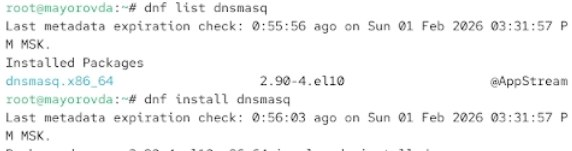 root@mayorovda:~# dnf list dnsmasq
Last metadata expiration check: 0:55:56 ago on Sun 01 Feb 2026 03:31:57 P
M MSK.
Installed Packages
dnsmasq.x86_64 2.90-4.el10 @AppStream
root@mayorovda:~# dnf install dnsmasq
Last metadata expiration check: 0:56:03 ago on Sun 01 Feb 2026 03:31:57 P
M MSK.